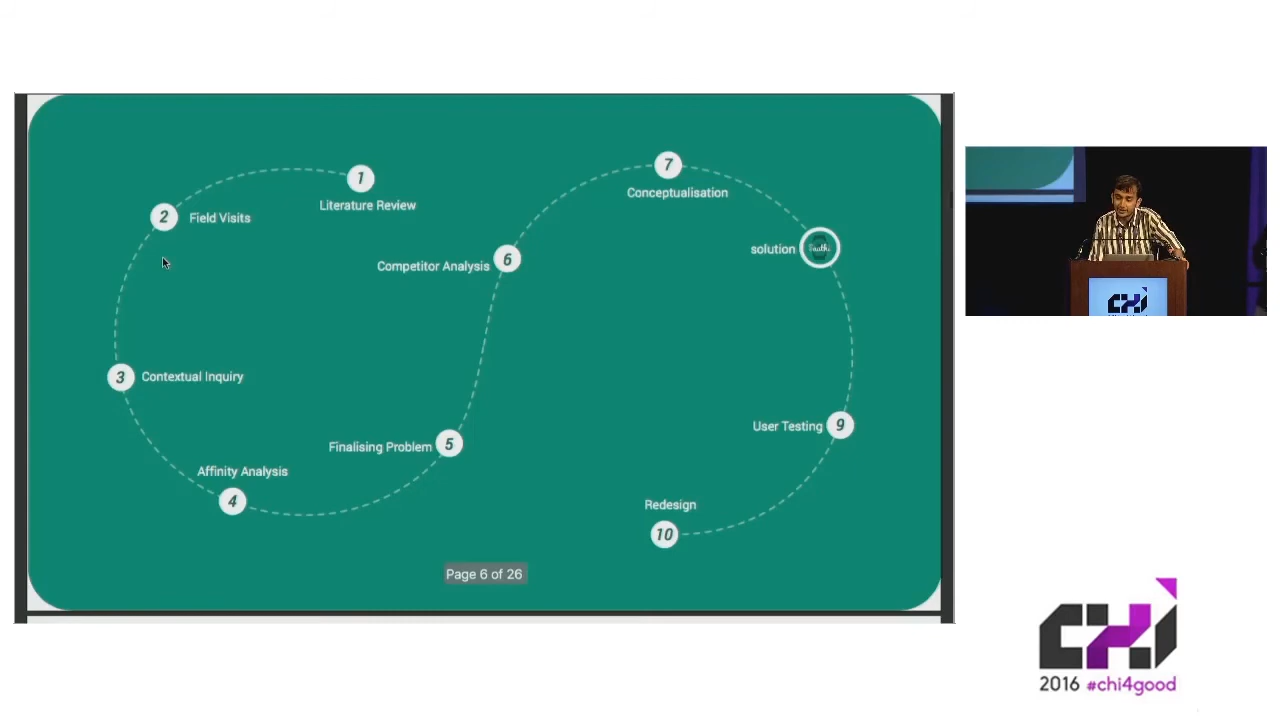 1
Literature Review
2
Field Visits
3
Contextual Inquiry
Affinity Analysis
4
Finalising Problem
5
Competitor Analysis
6
7
Conceptualisation
solution
User Testing
9
Redesign
10
Page 6 of 26
CHI
CHI
2016 #chi4good